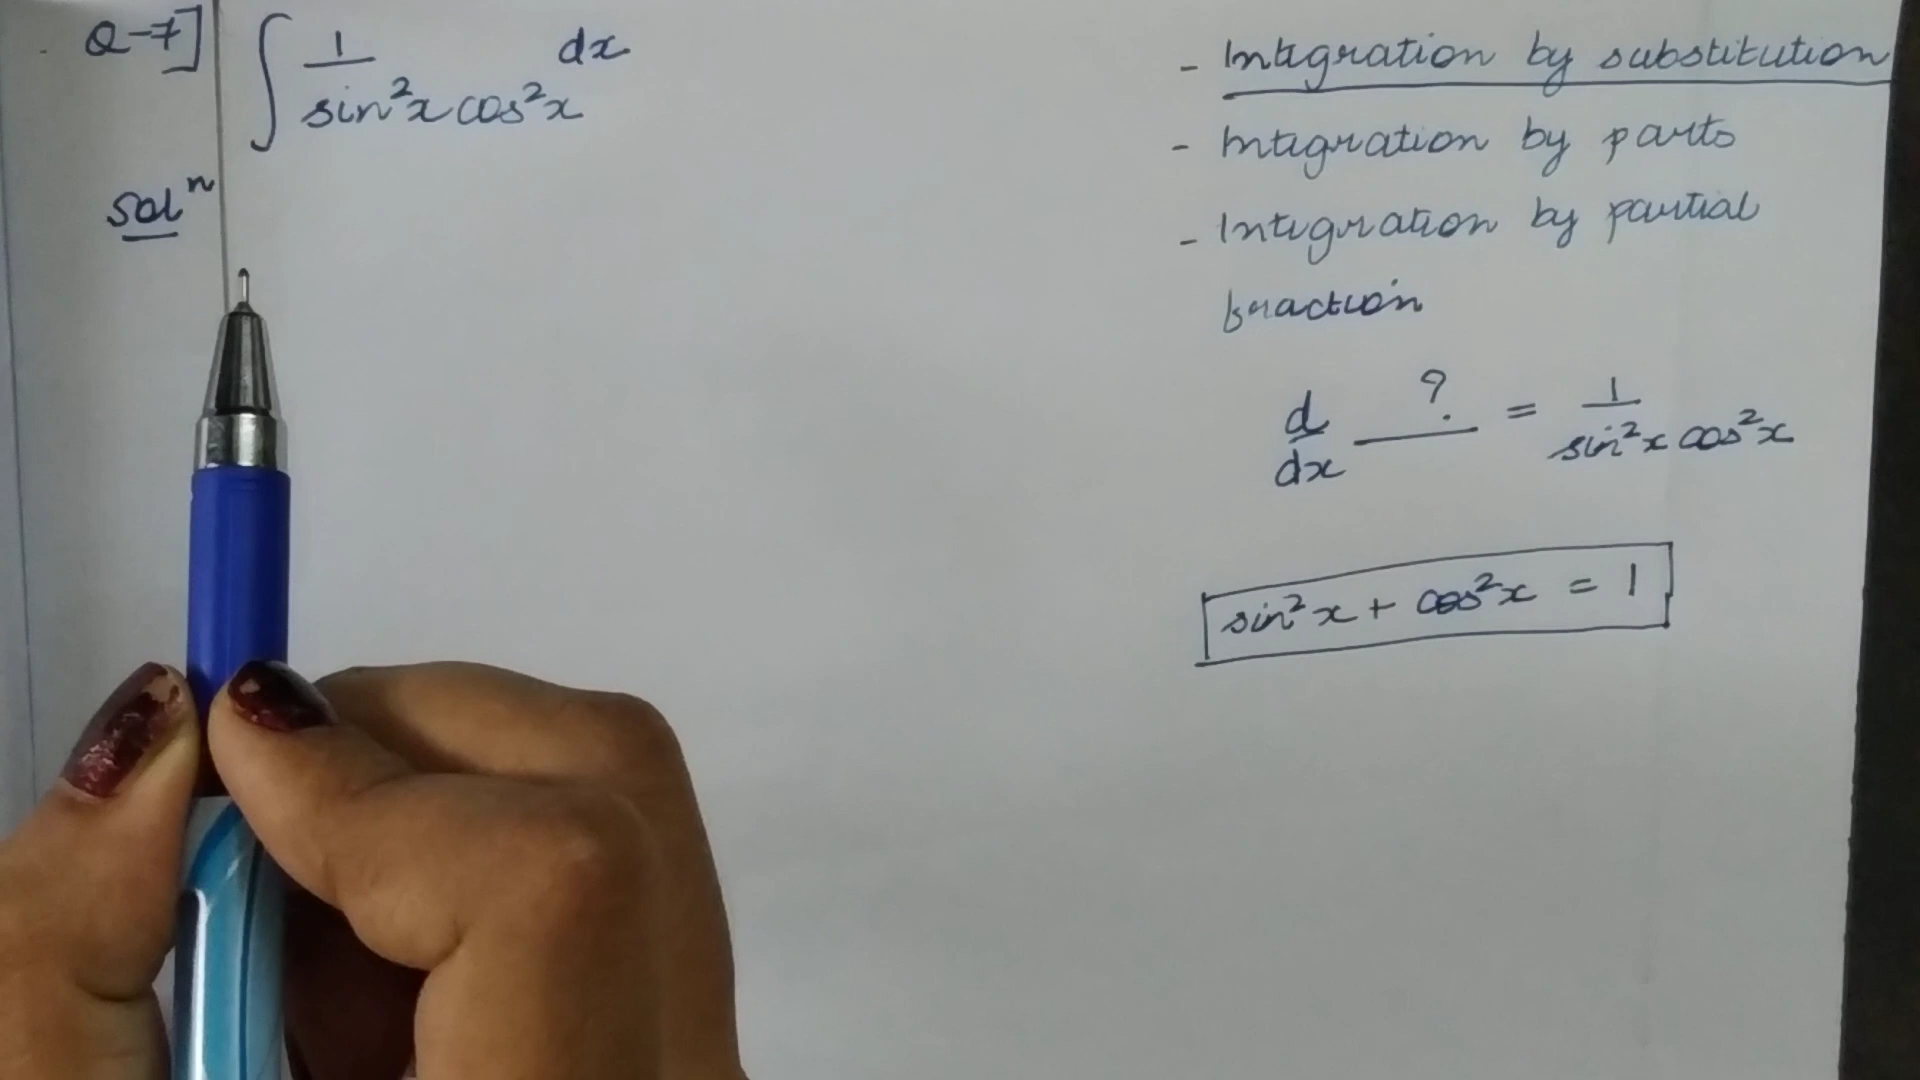 Q-7] ∫ 1/(sin²x cos²x) dx
Solⁿ
- Integration by substitution
- Integration by parts
- Integration by partial
fraction
d/dx __?__ = 1/(sin²x cos²x)
sin²x + cos²x = 1